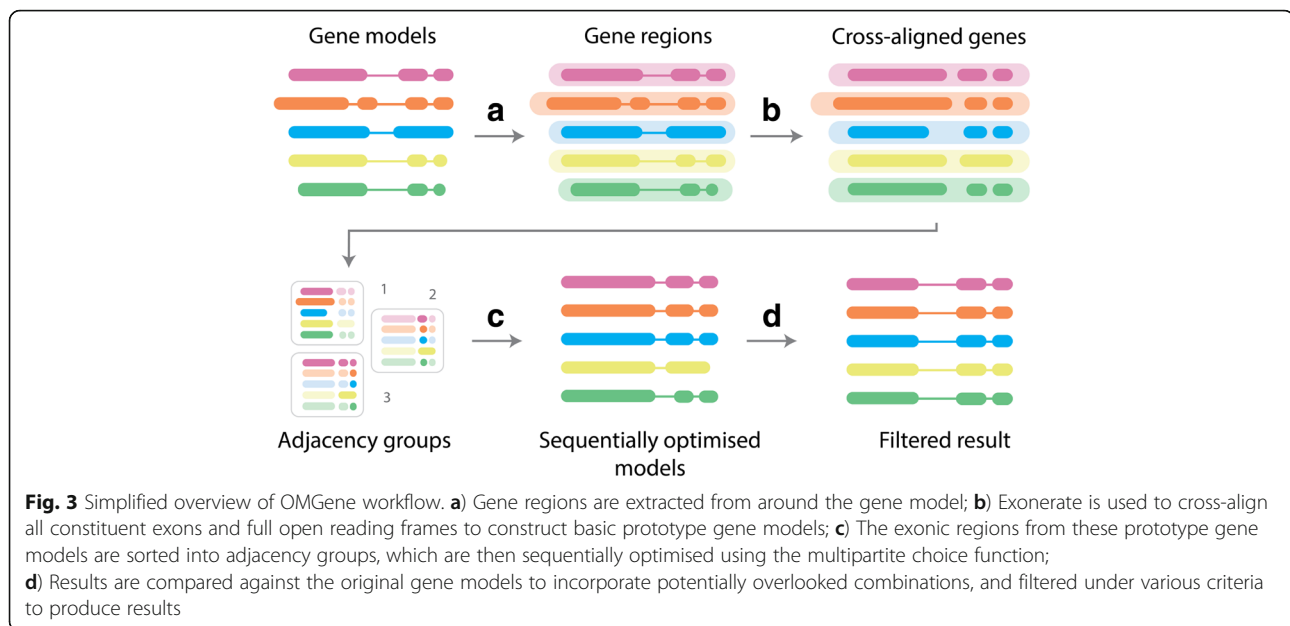 Gene models
Gene regions
Cross-aligned genes
a
b
1
2
3
c
d
Adjacency groups
Sequentially optimised
models
Filtered result
Fig. 3 Simplified overview of OMGene workflow. a) Gene regions are extracted from around the gene model; b) Exonerate is used to cross-align
all constituent exons and full open reading frames to construct basic prototype gene models; c) The exonic regions from these prototype gene
models are sorted into adjacency groups, which are then sequentially optimised using the multipartite choice function;
d) Results are compared against the original gene models to incorporate potentially overlooked combinations, and filtered under various criteria
to produce results